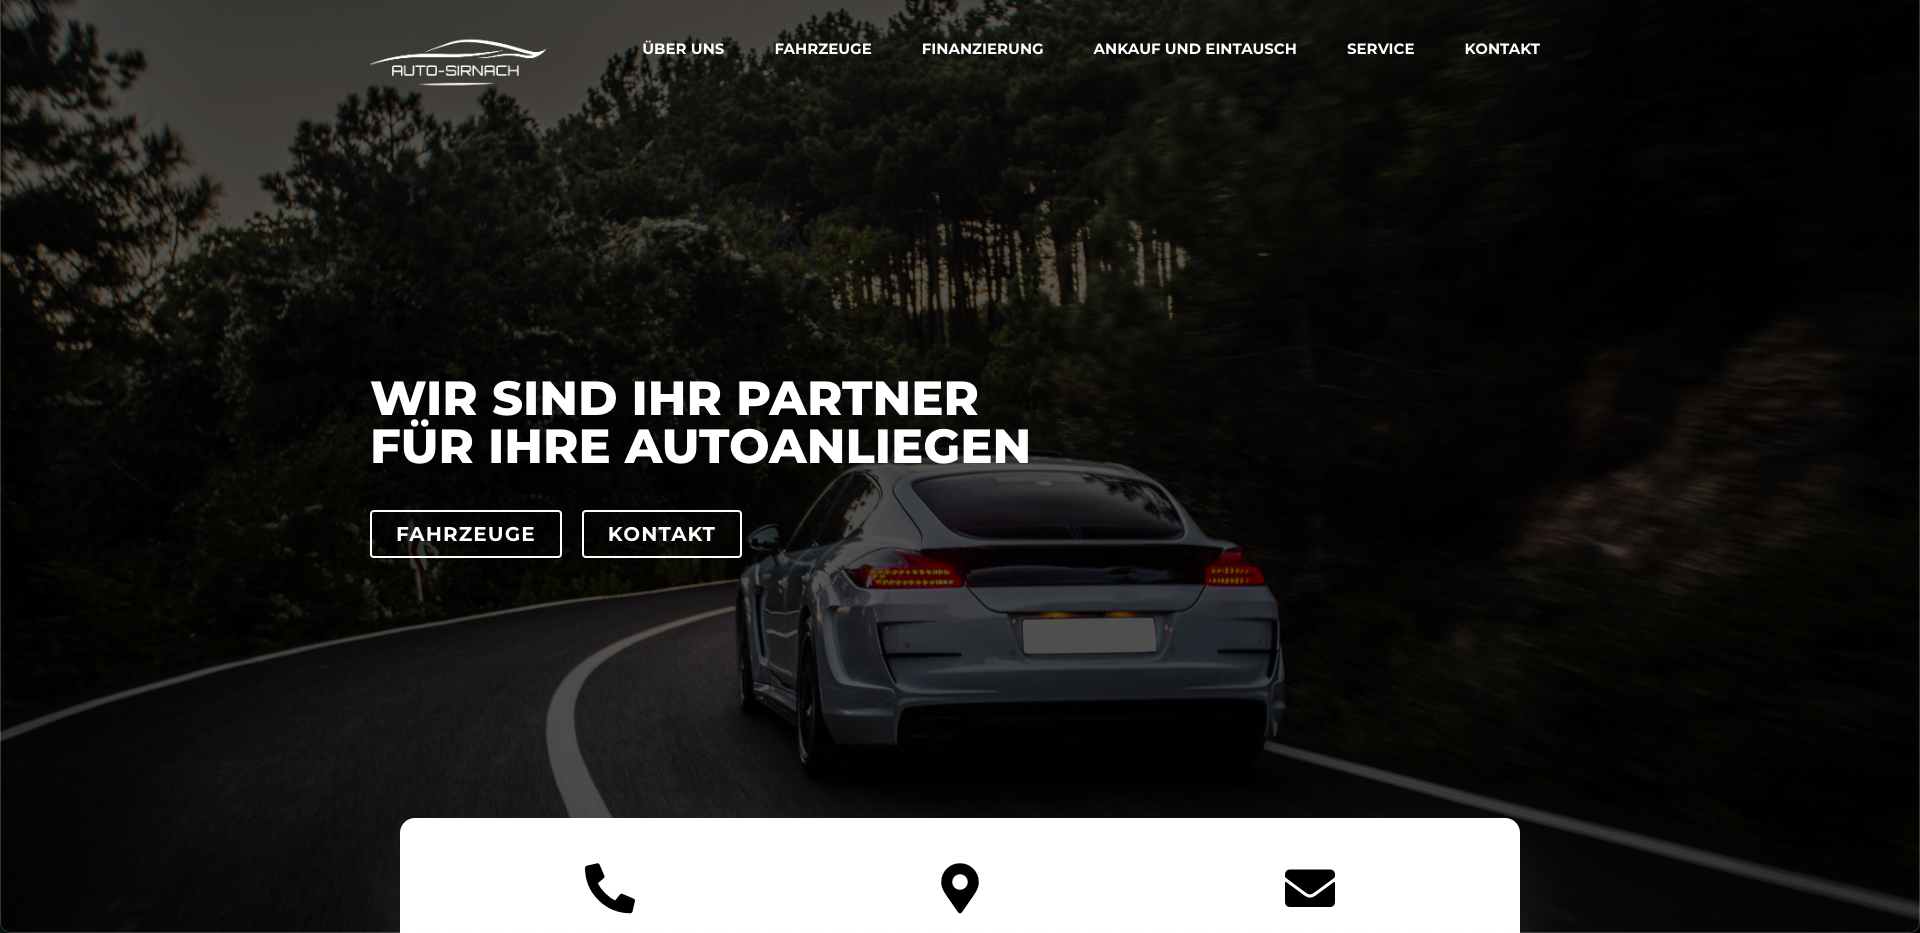 AUTO-SIRNACH
ÜBER UNS FAHRZEUGE FINANZIERUNG ANKAUF UND EINTAUSCH SERVICE KONTAKT
WIR SIND IHR PARTNER
FÜR IHRE AUTOANLIEGEN
FAHRZEUGE KONTAKT